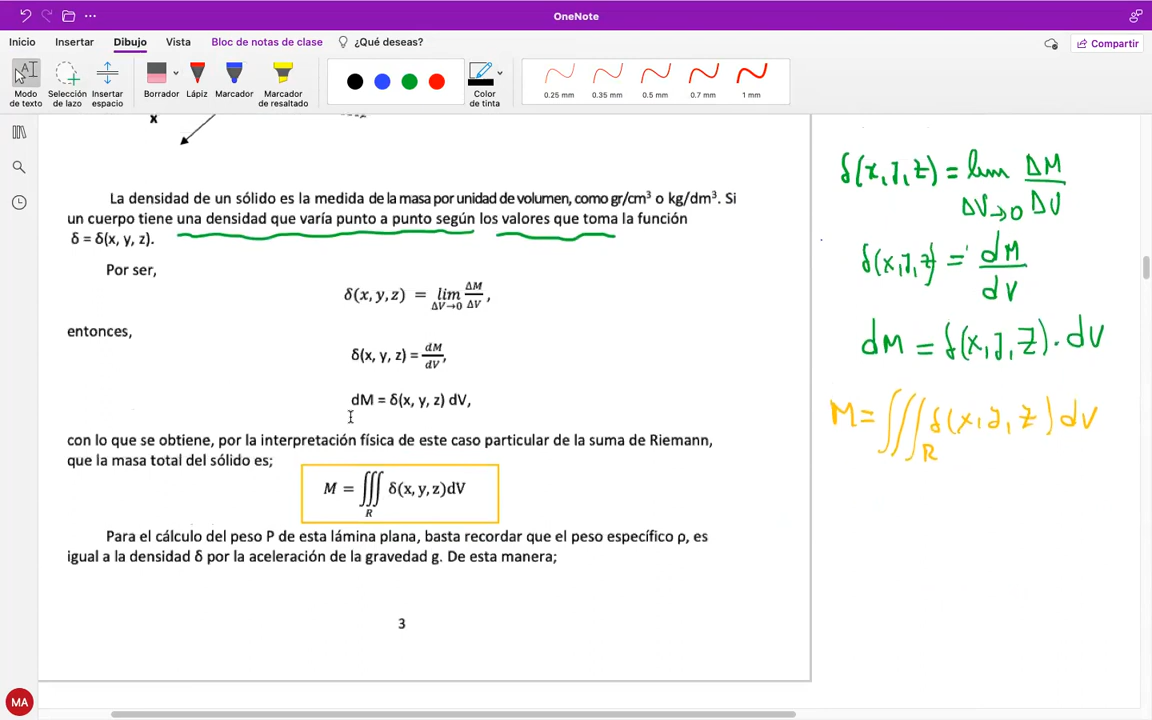 OneNote
Inicio Insertar Dibujo Vista Bloc de notas de clase ¿Qué deseas? Compartir
Modo de texto
Selección de lazo
Insertar espacio
Borrador
Lápiz
Marcador
Marcador de resaltado
Color de tinta
0.25 mm 0.35 mm 0.5 mm 0.7 mm 1 mm
x
La densidad de un sólido es la medida de la masa por unidad de volumen, como gr/cm³ o kg/dm³. Si
un cuerpo tiene una densidad que varía punto a punto según los valores que toma la función
δ = δ(x, y, z).
Por ser,
δ(x, y, z) = lim ΔV→0 ΔM/ΔV ,
entonces,
δ(x, y, z) = dM/dV,
dM = δ(x, y, z) dV,
con lo que se obtiene, por la interpretación física de este caso particular de la suma de Riemann,
que la masa total del sólido es;
M = ∭R δ(x, y, z)dV
Para el cálculo del peso P de esta lámina plana, basta recordar que el peso específico ρ, es
igual a la densidad δ por la aceleración de la gravedad g. De esta manera;
3
δ(x,y,z) = lim ΔV→0 ΔM/ΔV
δ(x,y,z) = dM/dV
dM = δ(x,y,z) · dV
M = ∭R δ(x,y,z) dV
MA